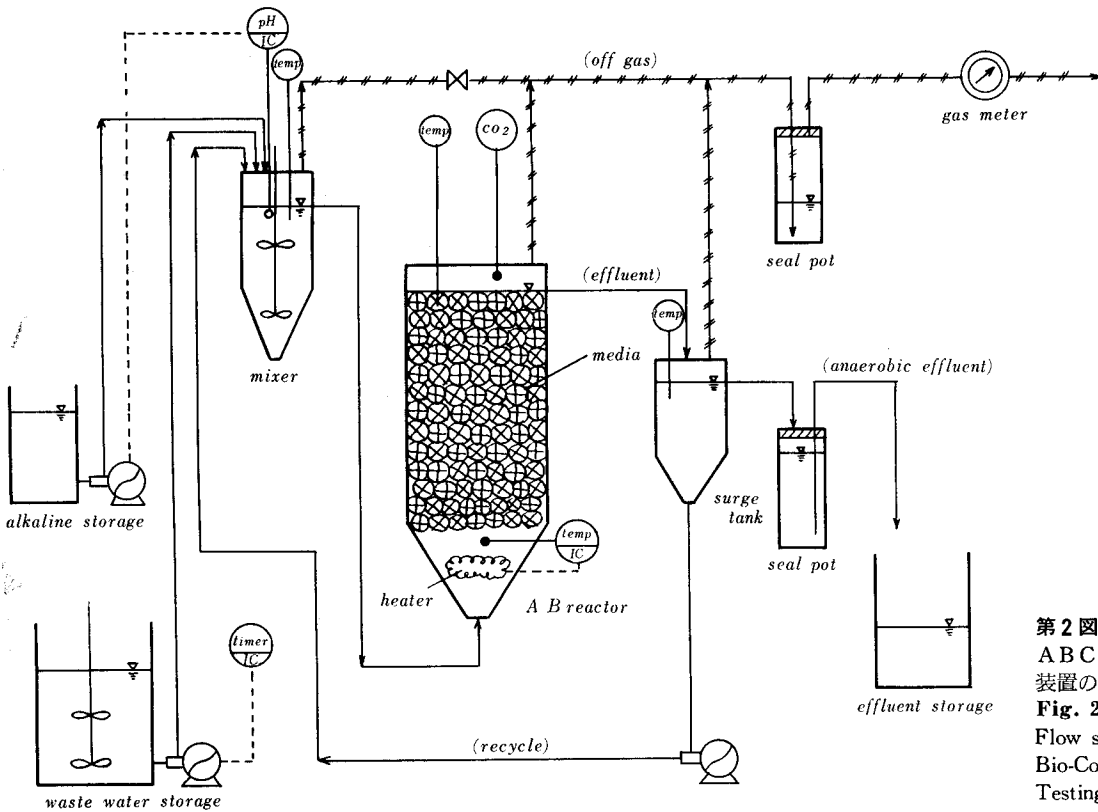 pH
IC
temp
(off gas)
gas meter
temp
CO2
seal pot
(effluent)
mixer
temp
media
(anaerobic effluent)
alkaline storage
surge
tank
temp
IC
seal pot
heater
A B reactor
timer
IC
effluent storage
(recycle)
waste water storage
第2図
ABC
装置の
Fig. 2
Flow s
Bio-Co
Testing